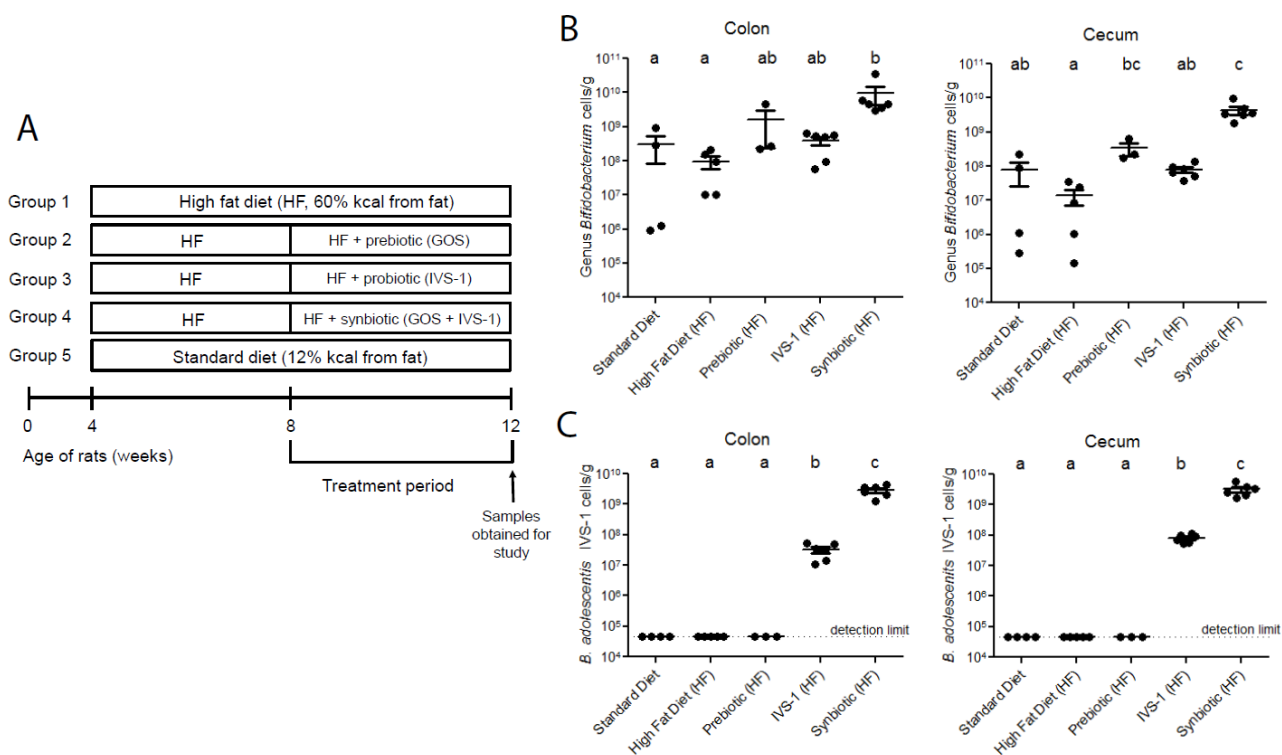 A
Group 1
High fat diet (HF, 60% kcal from fat)
Group 2
HF
HF + prebiotic (GOS)
Group 3
HF
HF + probiotic (IVS-1)
Group 4
HF
HF + synbiotic (GOS + IVS-1)
Group 5
Standard diet (12% kcal from fat)
0
4
8
12
Age of rats (weeks)
Treatment period
Samples
obtained for
study
B
Colon
Genus Bifidobacterium cells/g
10¹¹
10¹⁰
10⁹
10⁸
10⁷
10⁶
10⁵
10⁴
a
a
ab
ab
b
Standard Diet
High Fat Diet (HF)
Prebiotic (HF)
IVS-1 (HF)
Synbiotic (HF)
Cecum
Genus Bifidobacterium cells/g
10¹¹
10¹⁰
10⁹
10⁸
10⁷
10⁶
10⁵
10⁴
ab
a
bc
ab
c
Standard Diet
High Fat Diet (HF)
Prebiotic (HF)
IVS-1 (HF)
Synbiotic (HF)
C
Colon
B. adolescentis IVS-1 cells/g
10¹⁰
10⁹
10⁸
10⁷
10⁶
10⁵
10⁴
a
a
a
b
c
detection limit
Standard Diet
High Fat Diet (HF)
Prebiotic (HF)
IVS-1 (HF)
Synbiotic (HF)
Cecum
B. adolescenits IVS-1 cells/g
10¹⁰
10⁹
10⁸
10⁷
10⁶
10⁵
10⁴
a
a
a
b
c
detection limit
Standard Diet
High Fat Diet (HF)
Prebiotic (HF)
IVS-1 (HF)
Synbiotic (HF)